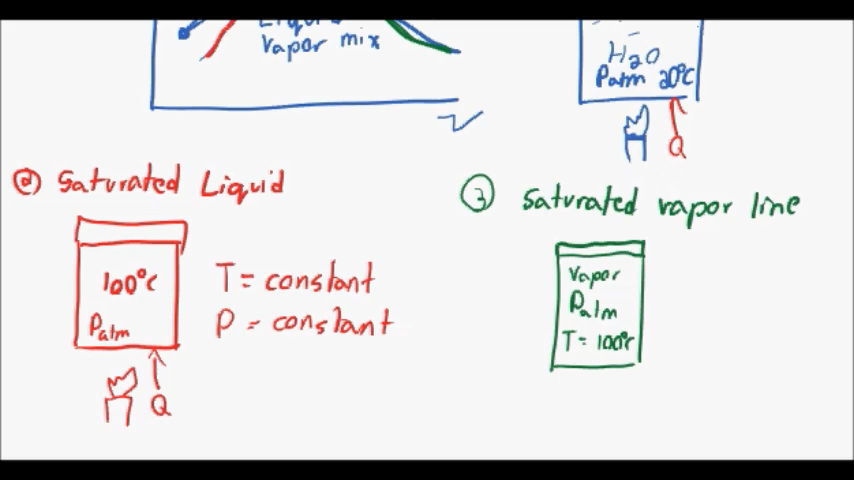 Liquid
Vapor mix
H2O
Patm 20°C
Q
② Saturated Liquid
100°C
Patm
T = constant
P = constant
Q
③ Saturated vapor line
Vapor
Patm
T = 100°C